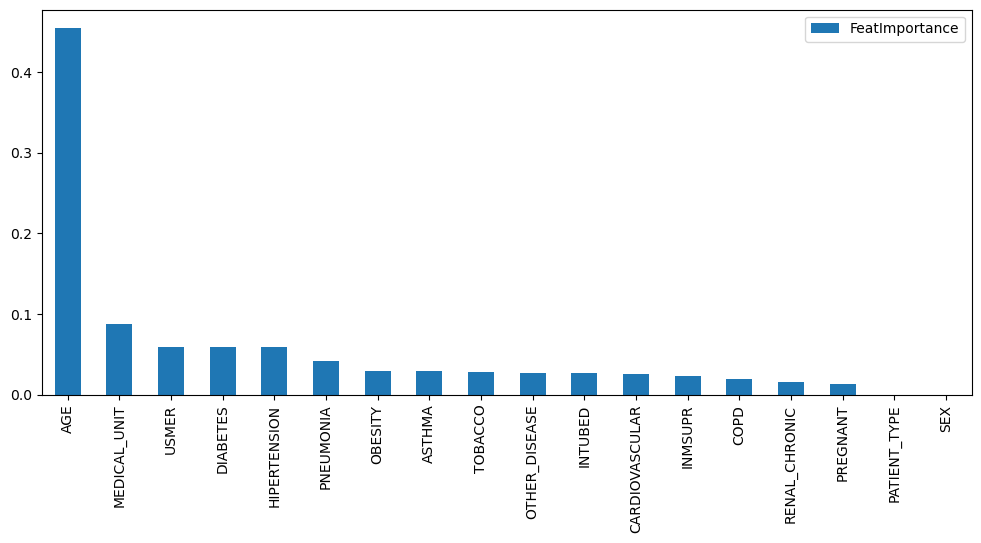 FeatImportance
0.4
0.3
0.2
0.1
0.0
AGE
MEDICAL_UNIT
USMER
DIABETES
HIPERTENSION
PNEUMONIA
OBESITY
ASTHMA
TOBACCO
OTHER_DISEASE
INTUBED
CARDIOVASCULAR
INMSUPR
COPD
RENAL_CHRONIC
PREGNANT
PATIENT_TYPE
SEX